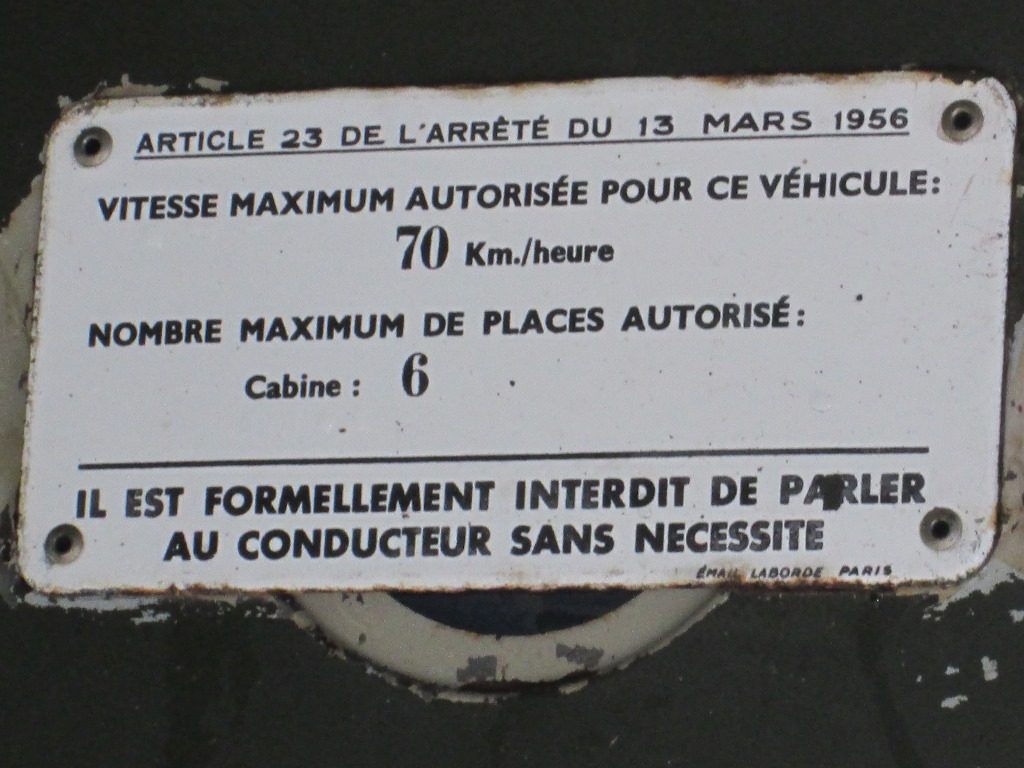 ARTICLE 23 DE L'ARRÊTÉ DU 13 MARS 1956
VITESSE MAXIMUM AUTORISÉE POUR CE VÉHICULE:
70 Km./heure
NOMBRE MAXIMUM DE PLACES AUTORISÉ:
Cabine : 6
IL EST FORMELLEMENT INTERDIT DE PARLER
AU CONDUCTEUR SANS NECESSITE
ÉMAIL LABORDE PARIS